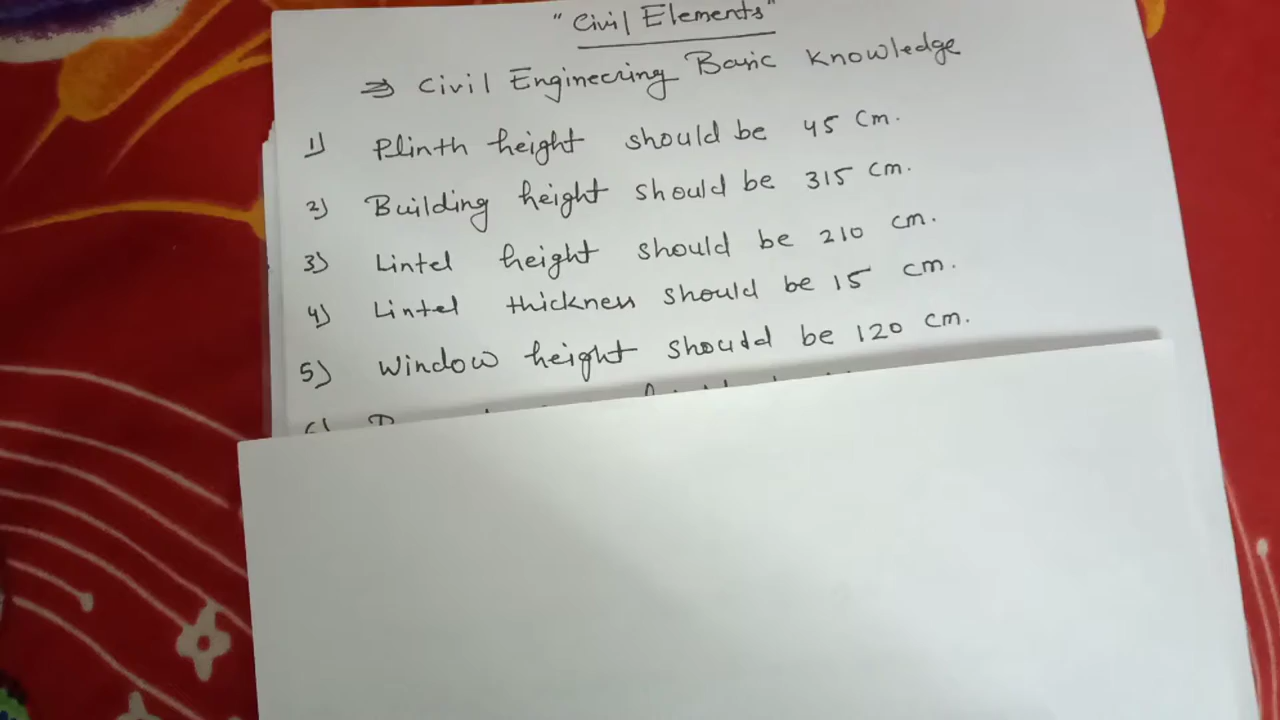 "Civil Elements"
⇒ Civil Engineering Basic Knowledge
1) Plinth height should be 45 cm.
2) Building height should be 315 cm.
3) Lintel height should be 210 cm.
4) Lintel thickness should be 15 cm.
5) Window height should be 120 cm.